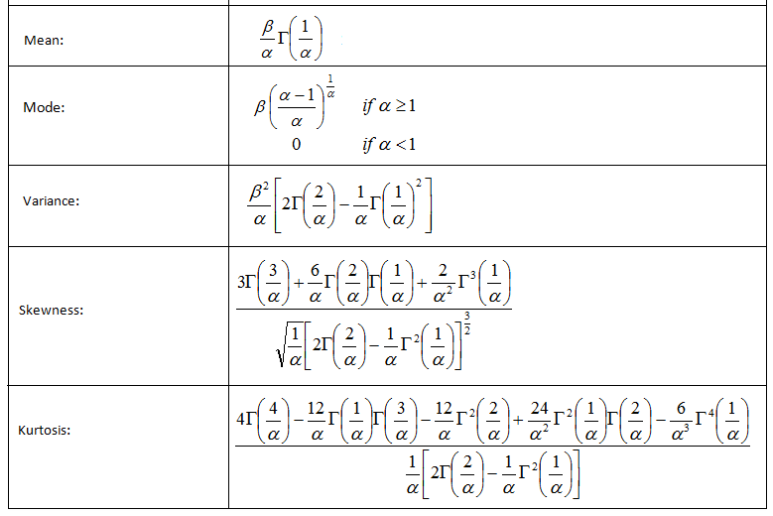 Mean: β/α Γ(1/α)
Mode: β((α−1)/α)^(1/α) if α ≥1
0 if α <1
Variance: β²/α [2Γ(2/α) − 1/α Γ(1/α)²]
Skewness: (3Γ(3/α) + 6/α Γ(2/α)Γ(1/α) + 2/α² Γ³(1/α)) / (√(1/α) [2Γ(2/α) − 1/α Γ²(1/α)]^(3/2))
Kurtosis: (4Γ(4/α) − 12/α Γ(1/α)Γ(3/α) − 12/α Γ²(2/α) + 24/α² Γ²(1/α)Γ(2/α) − 6/α³ Γ⁴(1/α)) / (1/α [2Γ(2/α) − 1/α Γ²(1/α)])